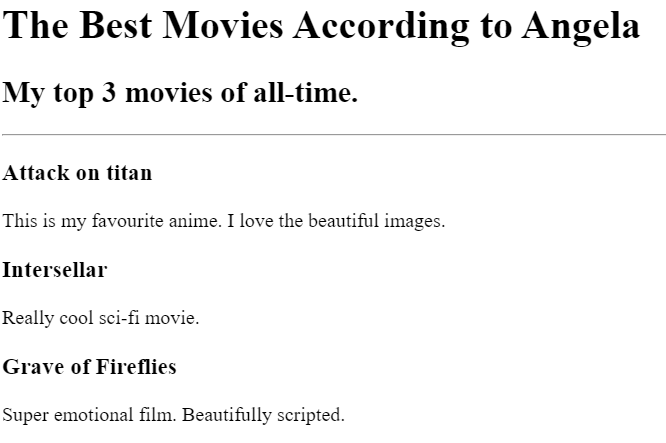 The Best Movies According to Angela
My top 3 movies of all-time.
Attack on titan
This is my favourite anime. I love the beautiful images.
Intersellar
Really cool sci-fi movie.
Grave of Fireflies
Super emotional film. Beautifully scripted.